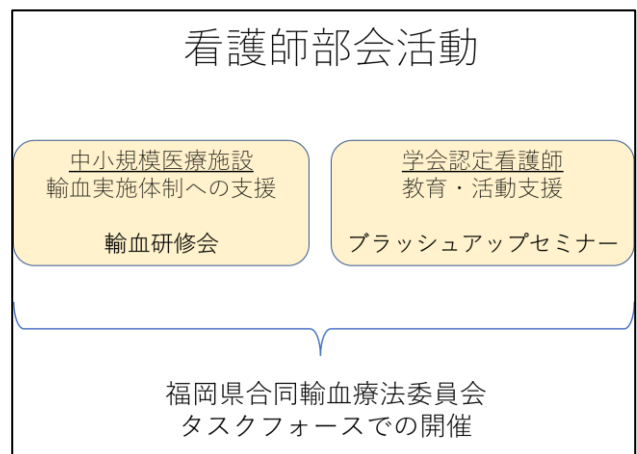 看護師部会活動
中小規模医療施設
輸血実施体制への支援
輸血研修会
学会認定看護師
教育・活動支援
ブラッシュアップセミナー
福岡県合同輸血療法委員会
タスクフォースでの開催